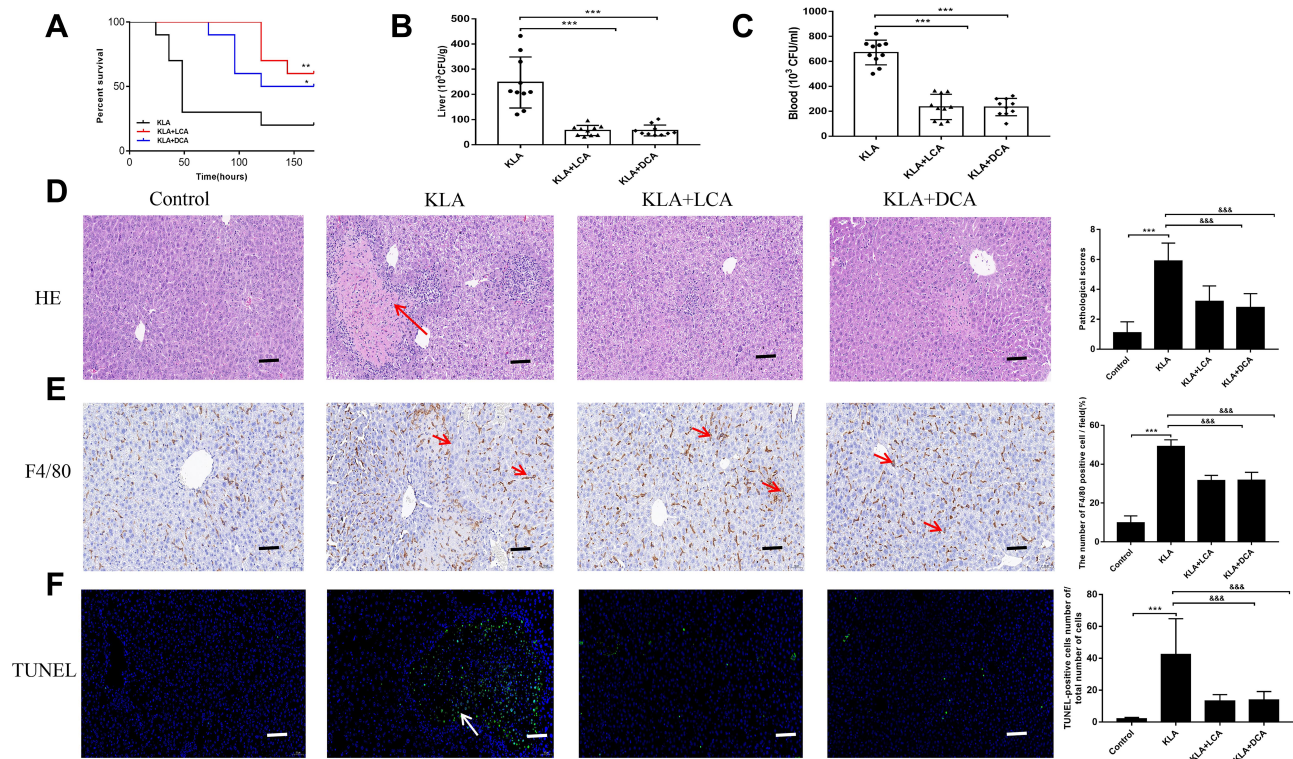 A
Percent survival
100
50
0
**
*
KLA
KLA+LCA
KLA+DCA
0
50
100
150
Time(hours)
B
Liver (10³CFU/g)
500
400
300
200
100
0
***
***
KLA
KLA+LCA
KLA+DCA
C
Blood (10³ CFU/ml)
1000
800
600
400
200
0
***
***
KLA
KLA+LCA
KLA+DCA
D
Control
KLA
KLA+LCA
KLA+DCA
HE
Pathological scores
8
6
4
2
0
***
&&&
&&&
Control
KLA
KLA+LCA
KLA+DCA
E
F4/80
The number of F4/80 positive cell / field(%)
60
40
20
0
***
&&&
&&&
Control
KLA
KLA+LCA
KLA+DCA
F
TUNEL
TUNEL-positive cells number of/
total number of cells
80
60
40
20
0
***
&&&
&&&
Control
KLA
KLA+LCA
KLA+DCA